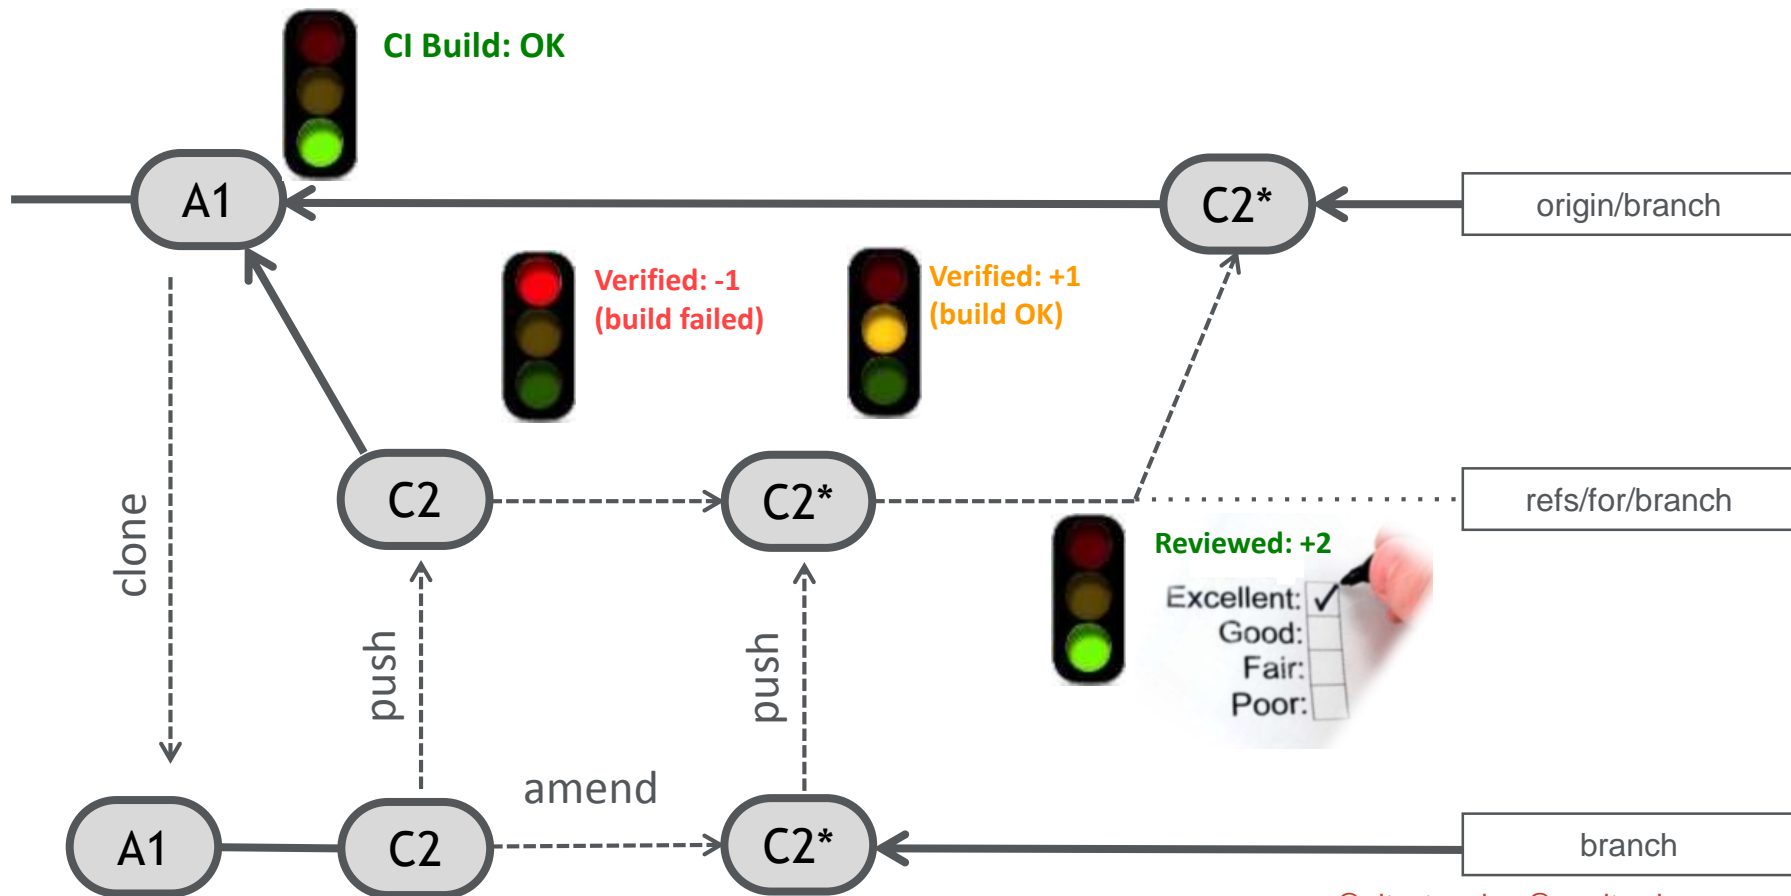 CI Build: OK
A1
C2*
origin/branch
Verified: -1
(build failed)
Verified: +1
(build OK)
clone
C2
C2*
refs/for/branch
Reviewed: +2
Excellent: ✓
Good:
Fair:
Poor:
push
push
amend
A1
C2
C2*
branch